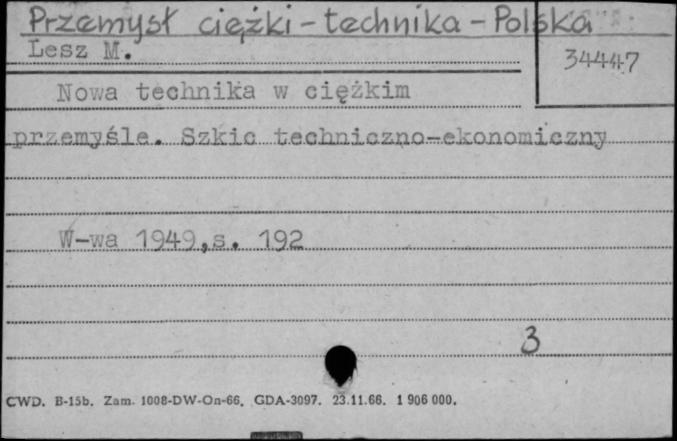 Przemysł ciężki - technika - Polska
Lesz M.
34447
Nowa technika w ciężkim
przemyśle. Szkic techniczno-ekonomiczny
W-wa 1949,s. 192
3
CWD. B-15b. Zam. 1008-DW-On-66. GDA-3097. 23.11.66. 1 906 000.